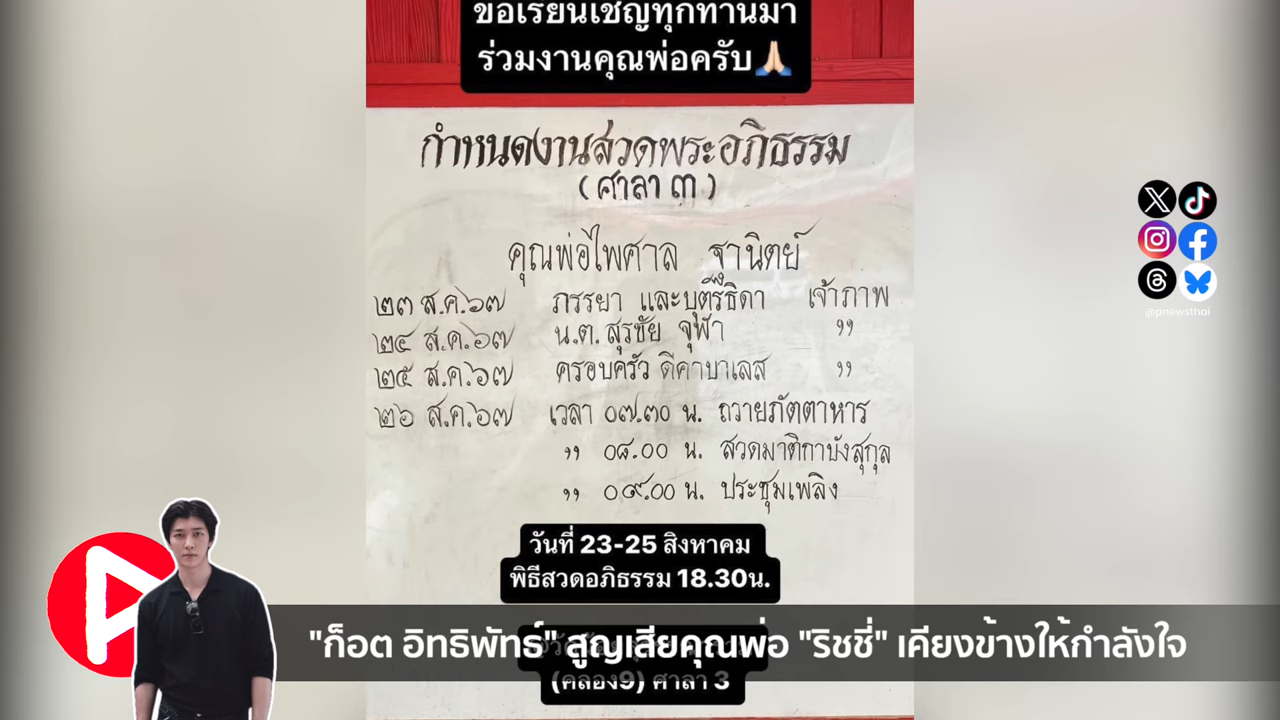 ขอเรียนเชิญทุกท่านมา
ร่วมงานคุณพ่อครับ🙏🏻
กำหนดงานสวดพระอภิธรรม
(ศาลา ๓)
คุณพ่อไพศาล ฐานิตย์
๒๓ ส.ค.๖๗ ภรรยา และบุตรธิดา เจ้าภาพ
๒๔ ส.ค.๖๗ น.ต. สุรชัย จุฬา ,,
๒๕ ส.ค.๖๗ ครอบครัว ดีคาบาเลส ,,
๒๖ ส.ค.๖๗ เวลา ๐๗.๓๐ น. ถวายภัตตาหาร
,, ๐๘.๐๐ น. สวดมาติกาบังสุกุล
,, ๐๙.๐๐ น. ประชุมเพลิง
วันที่ 23-25 สิงหาคม
พิธีสวดอภิธรรม 18.30น.
"ก็อต อิทธิพัทธ์" สูญเสียคุณพ่อ "ริชชี่" เคียงข้างให้กำลังใจ
(คลอง9) ศาลา 3
@pnewsthai